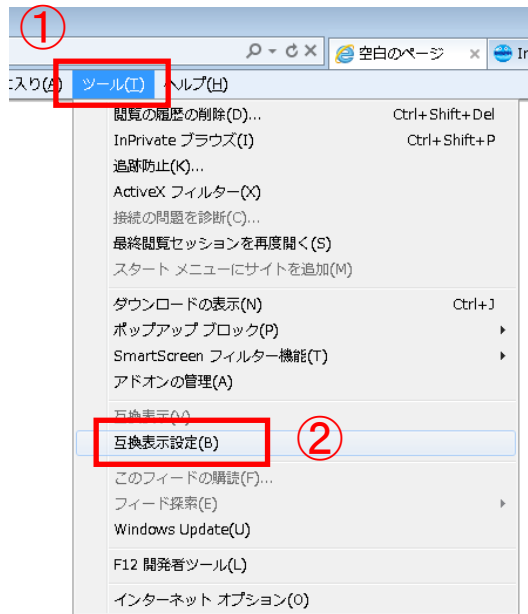 ①
空白のページ
In
に入り(A) ツール(T) ヘルプ(H)
閲覧の履歴の削除(D)... Ctrl+Shift+Del
InPrivate ブラウズ(I) Ctrl+Shift+P
追跡防止(K)...
ActiveX フィルター(X)
接続の問題を診断(C)...
最終閲覧セッションを再度開く(S)
スタート メニューにサイトを追加(M)
ダウンロードの表示(N) Ctrl+J
ポップアップ ブロック(P)
SmartScreen フィルター機能(T)
アドオンの管理(A)
互換表示(V)
互換表示設定(B)
②
このフィードの購読(F)...
フィード探索(E)
Windows Update(U)
F12 開発者ツール(L)
インターネット オプション(O)